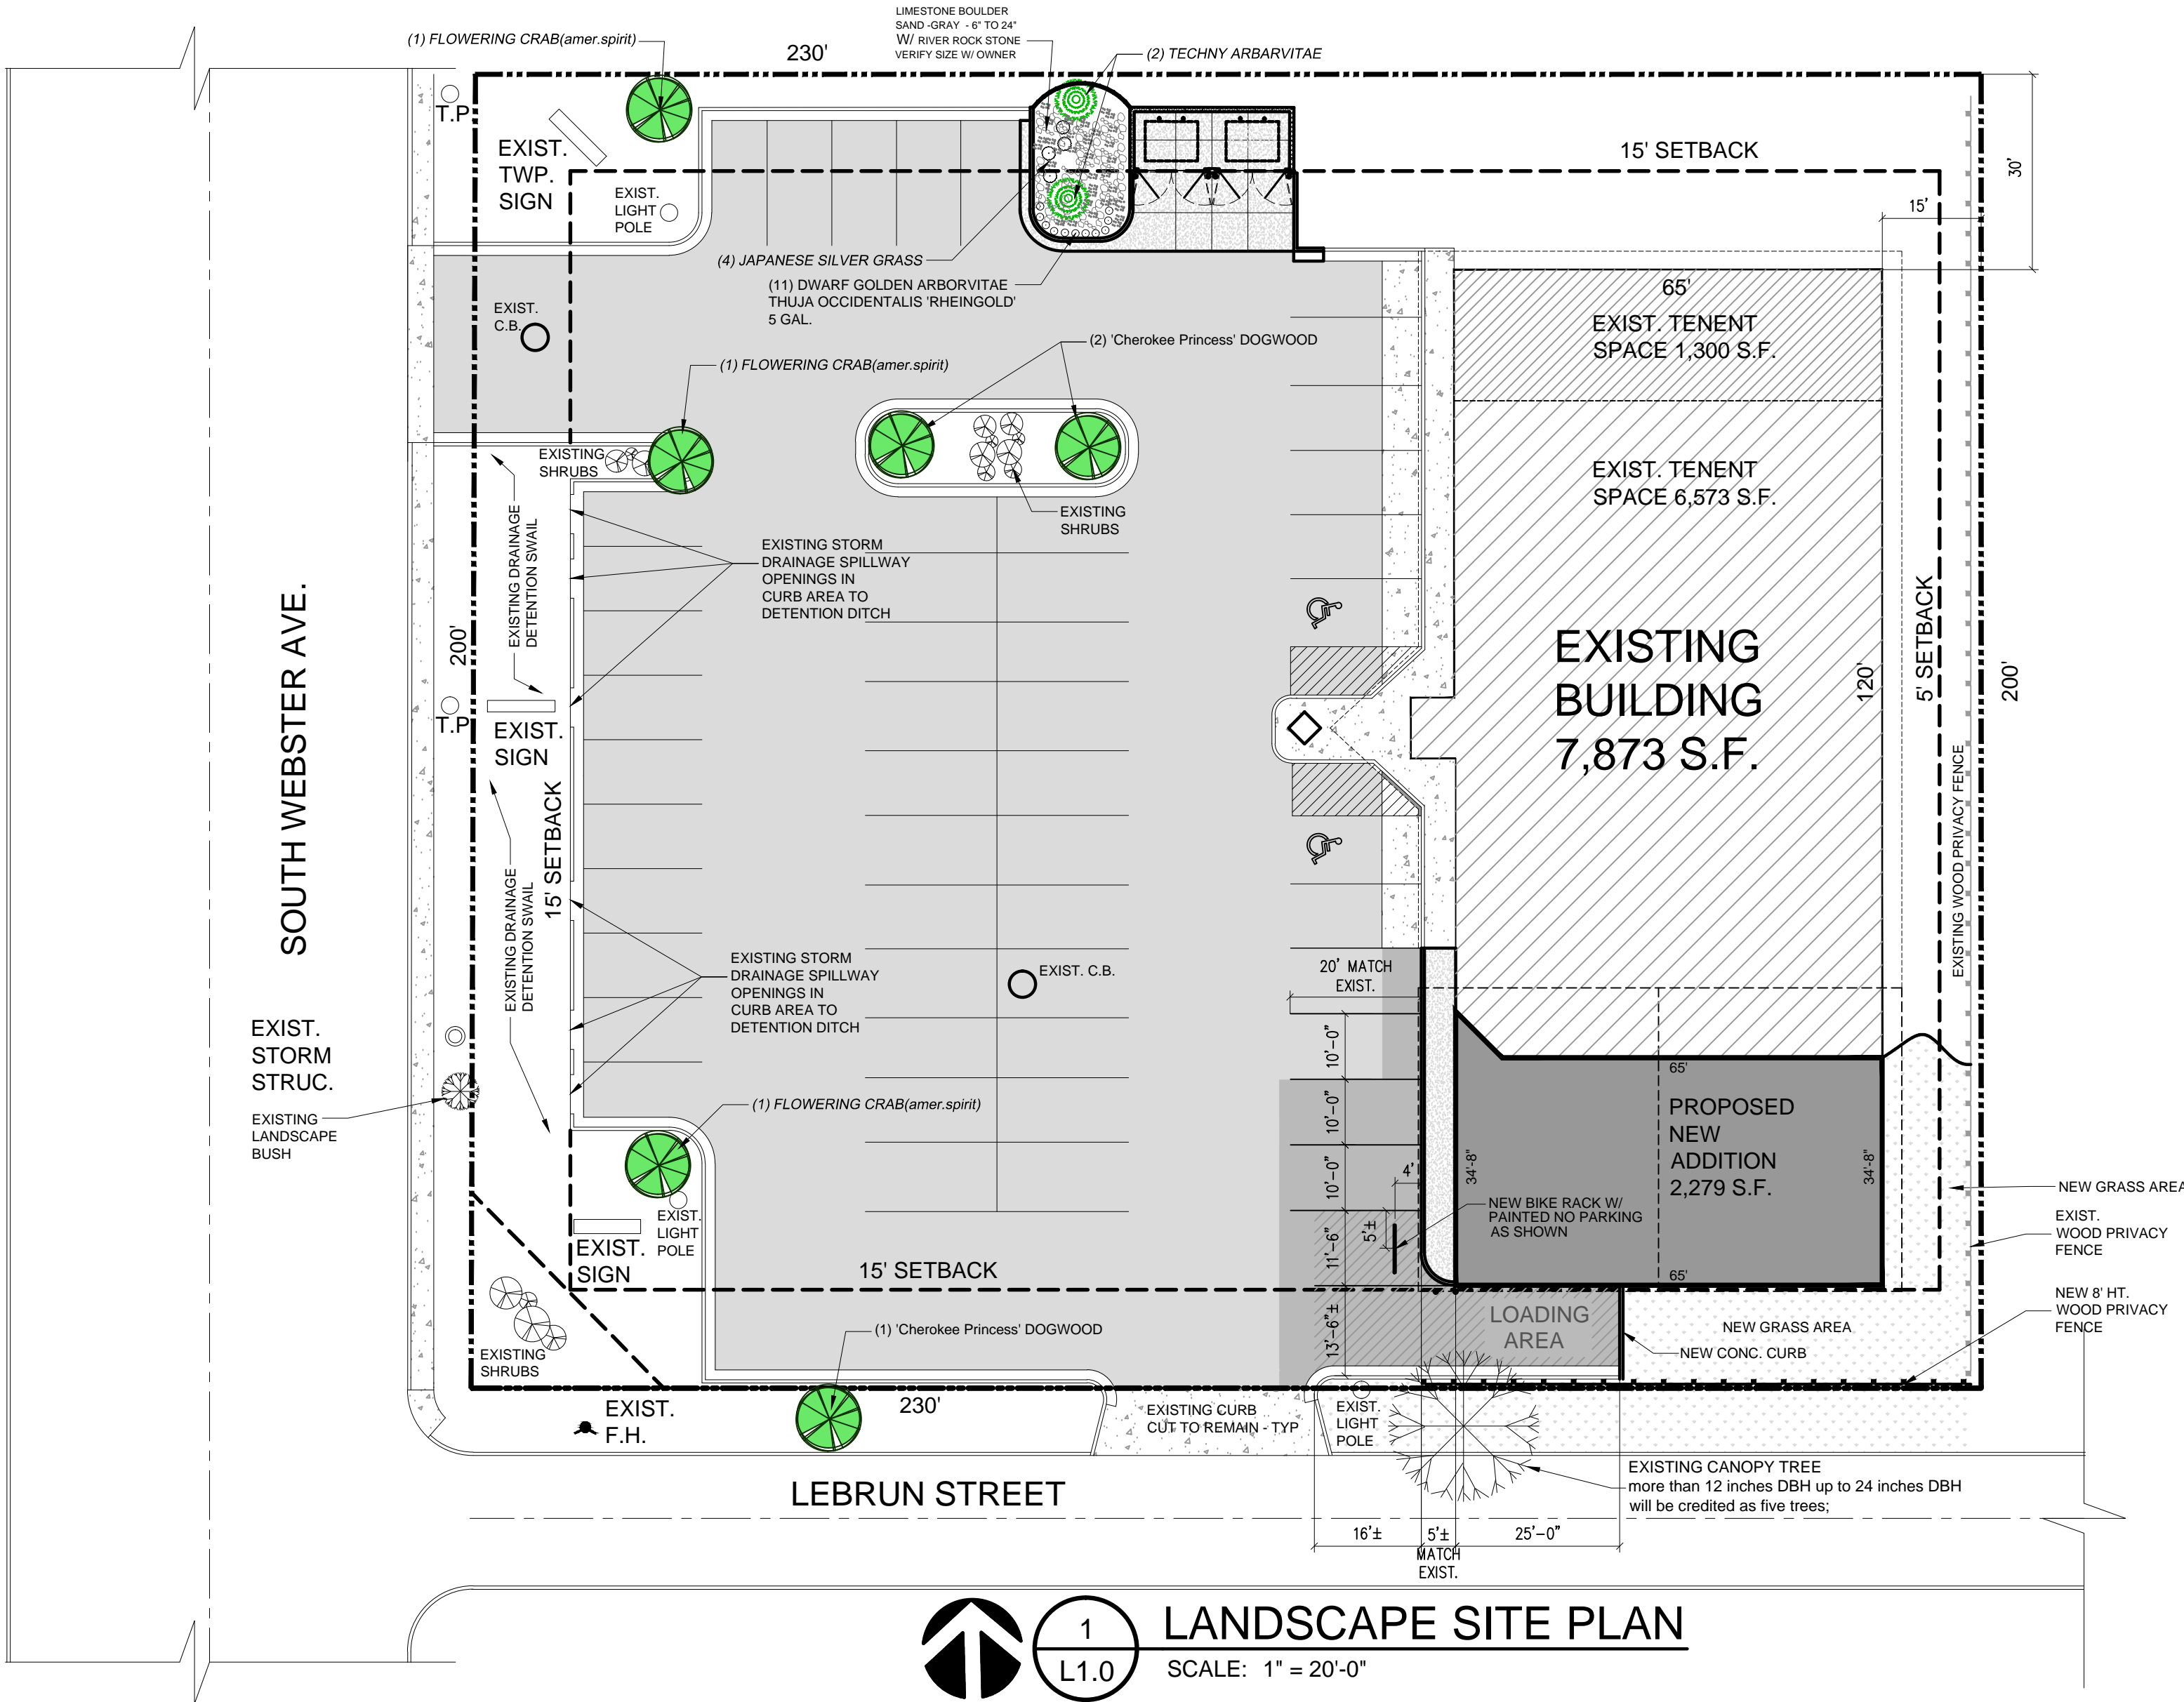 LIMESTONE BOULDER
SAND -GRAY - 6" TO 24"
W/ RIVER ROCK STONE
VERIFY SIZE W/ OWNER
(1) FLOWERING CRAB(amer.spirit)
230'
(2) TECHNY ARBARVITAE
T.P.
EXIST.
TWP.
SIGN
EXIST.
LIGHT
POLE
15' SETBACK
30'
15'
(4) JAPANESE SILVER GRASS
(11) DWARF GOLDEN ARBORVITAE
THUJA OCCIDENTALIS 'RHEINGOLD'
5 GAL.
EXIST.
C.B.
65'
EXIST. TENENT
SPACE 1,300 S.F.
(2) 'Cherokee Princess' DOGWOOD
(1) FLOWERING CRAB(amer.spirit)
EXISTING
SHRUBS
EXIST. TENENT
SPACE 6,573 S.F.
EXISTING
SHRUBS
EXISTING DRAINAGE
DETENTION SWAIL
EXISTING STORM
DRAINAGE SPILLWAY
OPENINGS IN
CURB AREA TO
DETENTION DITCH
SOUTH WEBSTER AVE.
200'
T.P.
EXIST.
SIGN
EXISTING
BUILDING
7,873 S.F.
120'
5' SETBACK
200'
EXISTING WOOD PRIVACY FENCE
15' SETBACK
EXISTING DRAINAGE
DETENTION SWAIL
EXISTING STORM
DRAINAGE SPILLWAY
OPENINGS IN
CURB AREA TO
DETENTION DITCH
EXIST. C.B.
20' MATCH
EXIST.
EXIST.
STORM
STRUC.
EXISTING
LANDSCAPE
BUSH
10'-0"
10'-0"
10'-0"
11'-6"
13'-6"±
4'
5'±
65'
PROPOSED
NEW
ADDITION
2,279 S.F.
34'-8"
34'-8"
65'
(1) FLOWERING CRAB(amer.spirit)
NEW BIKE RACK W/
PAINTED NO PARKING
AS SHOWN
NEW GRASS AREA
EXIST.
WOOD PRIVACY
FENCE
EXIST.
LIGHT
POLE
EXIST.
SIGN
15' SETBACK
NEW 8' HT.
WOOD PRIVACY
FENCE
LOADING
AREA
NEW GRASS AREA
NEW CONC. CURB
(1) 'Cherokee Princess' DOGWOOD
EXISTING
SHRUBS
EXIST.
F.H.
230'
EXISTING CURB
CUT TO REMAIN - TYP
EXIST.
LIGHT
POLE
LEBRUN STREET
EXISTING CANOPY TREE
more than 12 inches DBH up to 24 inches DBH
will be credited as five trees;
16'±
5'±
MATCH
EXIST.
25'-0"
1
L1.0
LANDSCAPE SITE PLAN
SCALE: 1" = 20'-0"